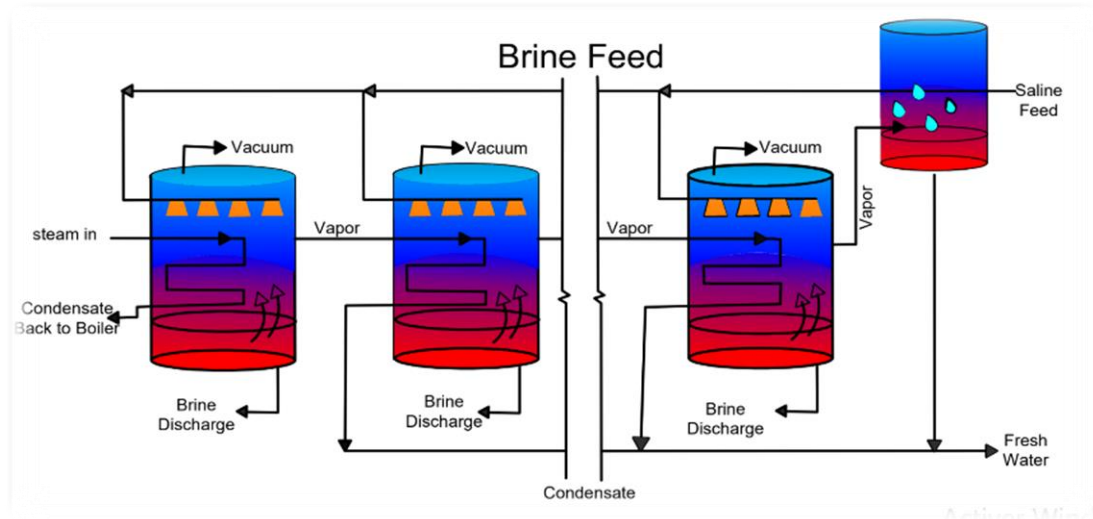 Brine Feed
Saline
Feed
Vacuum
Vacuum
Vacuum
steam in
Vapor
Vapor
Vapor
Condensate
Back to Boiler
Brine
Discharge
Brine
Discharge
Brine
Discharge
Fresh
Water
Condensate